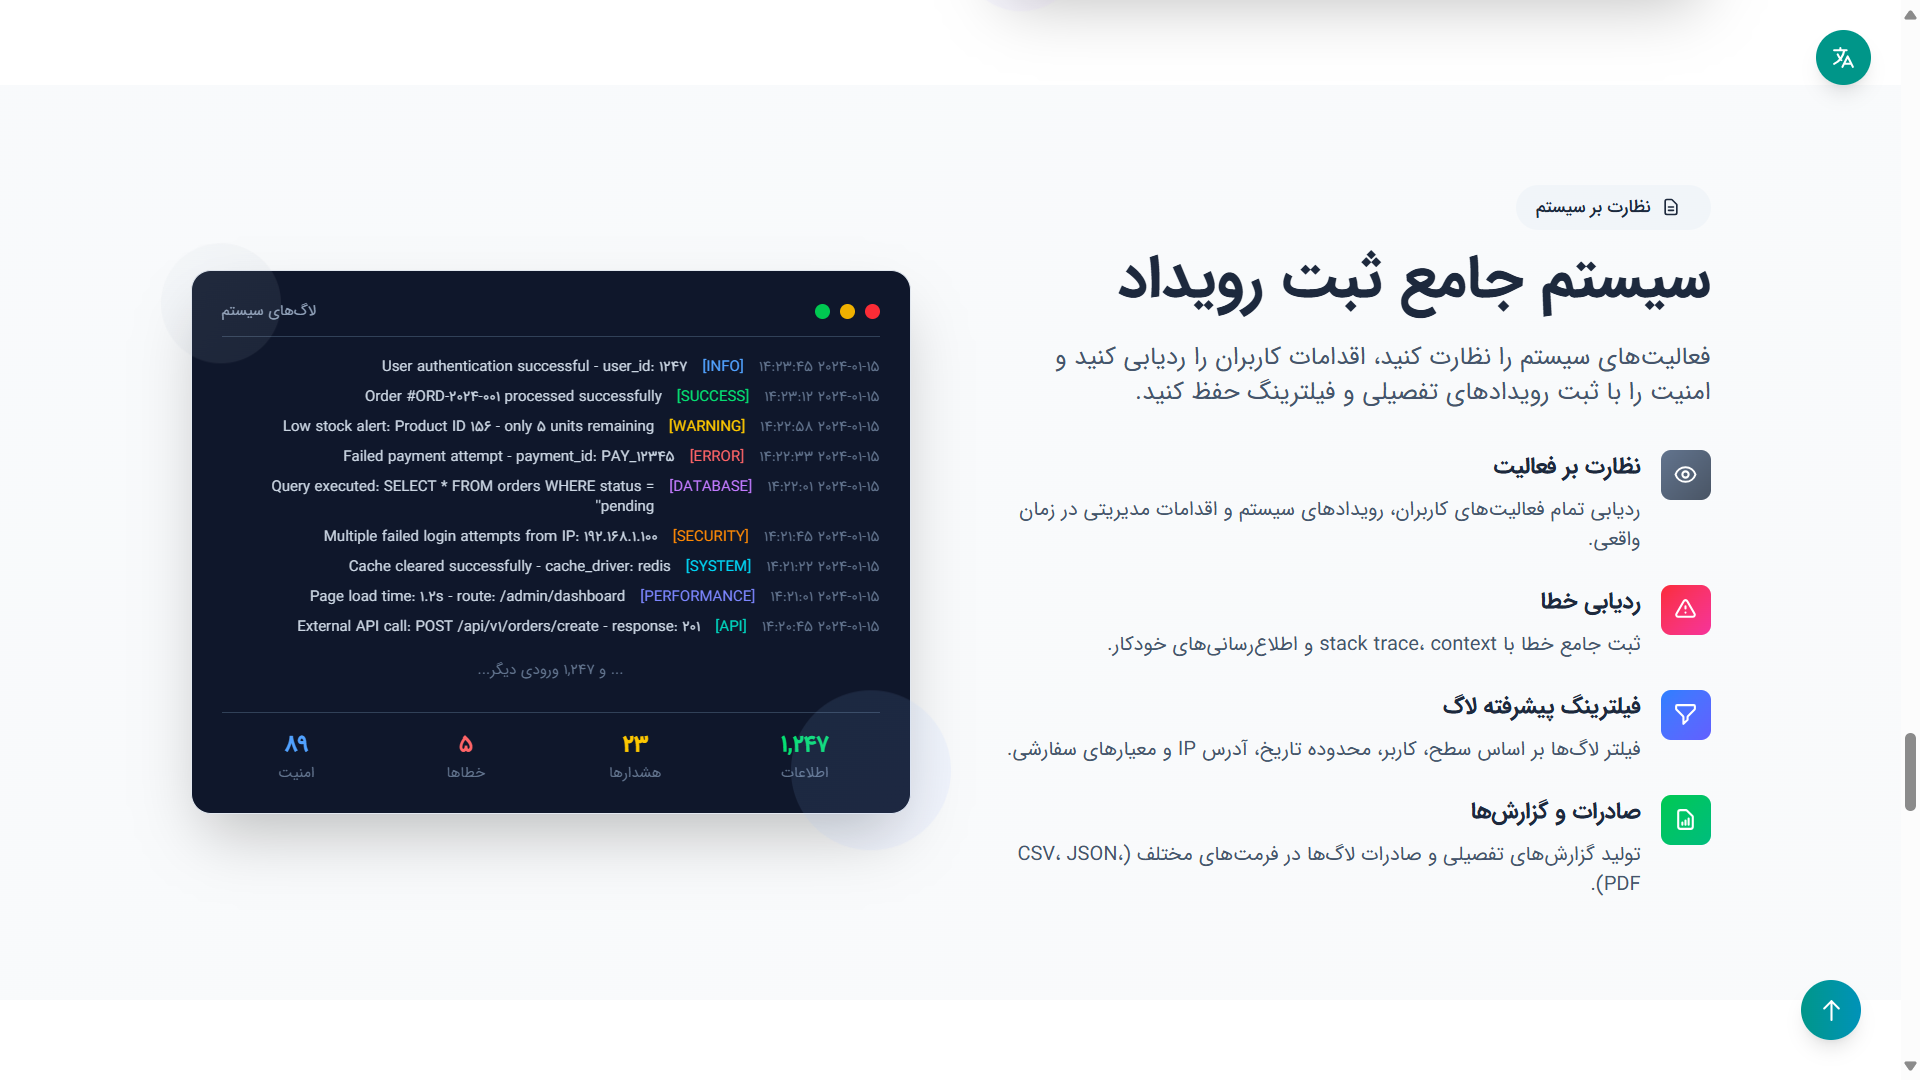 نظارت بر سیستم
سیستم جامع ثبت رویداد
فعالیت‌های سیستم را نظارت کنید، اقدامات کاربران را ردیابی کنید و
امنیت را با ثبت رویدادهای تفصیلی و فیلترینگ حفظ کنید.
نظارت بر فعالیت
ردیابی تمام فعالیت‌های کاربران، رویدادهای سیستم و اقدامات مدیریتی در زمان
واقعی.
ردیابی خطا
ثبت جامع خطا با stack trace، context و اطلاع‌رسانی‌های خودکار.
فیلترینگ پیشرفته لاگ
فیلتر لاگ‌ها بر اساس سطح، کاربر، محدوده تاریخ، آدرس IP و معیارهای سفارشی.
صادرات و گزارش‌ها
تولید گزارش‌های تفصیلی و صادرات لاگ‌ها در فرمت‌های مختلف (CSV، JSON،
PDF).
لاگ‌های سیستم
۲۰۲۴-۰۱-۱۵ ۱۴:۲۳:۴۵ [INFO] User authentication successful - user_id: ۱۲۴۷
۲۰۲۴-۰۱-۱۵ ۱۴:۲۳:۱۲ [SUCCESS] Order #ORD-۲۰۲۴-۰۰۱ processed successfully
۲۰۲۴-۰۱-۱۵ ۱۴:۲۲:۵۸ [WARNING] Low stock alert: Product ID ۱۵۶ - only ۵ units remaining
۲۰۲۴-۰۱-۱۵ ۱۴:۲۲:۳۳ [ERROR] Failed payment attempt - payment_id: PAY_۱۲۳۴۵
۲۰۲۴-۰۱-۱۵ ۱۴:۲۲:۰۱ [DATABASE] Query executed: SELECT * FROM orders WHERE status =
"pending
۲۰۲۴-۰۱-۱۵ ۱۴:۲۱:۴۵ [SECURITY] Multiple failed login attempts from IP: ۱۹۲.۱۶۸.۱.۱۰۰
۲۰۲۴-۰۱-۱۵ ۱۴:۲۱:۲۲ [SYSTEM] Cache cleared successfully - cache_driver: redis
۲۰۲۴-۰۱-۱۵ ۱۴:۲۱:۰۱ [PERFORMANCE] Page load time: ۱.۲s - route: /admin/dashboard
۲۰۲۴-۰۱-۱۵ ۱۴:۲۰:۴۵ [API] External API call: POST /api/v۱/orders/create - response: ۲۰۱
... و ۱,۲۴۷ ورودی دیگر...
۱,۲۴۷
اطلاعات
۲۳
هشدارها
۵
خطاها
۸۹
امنیت